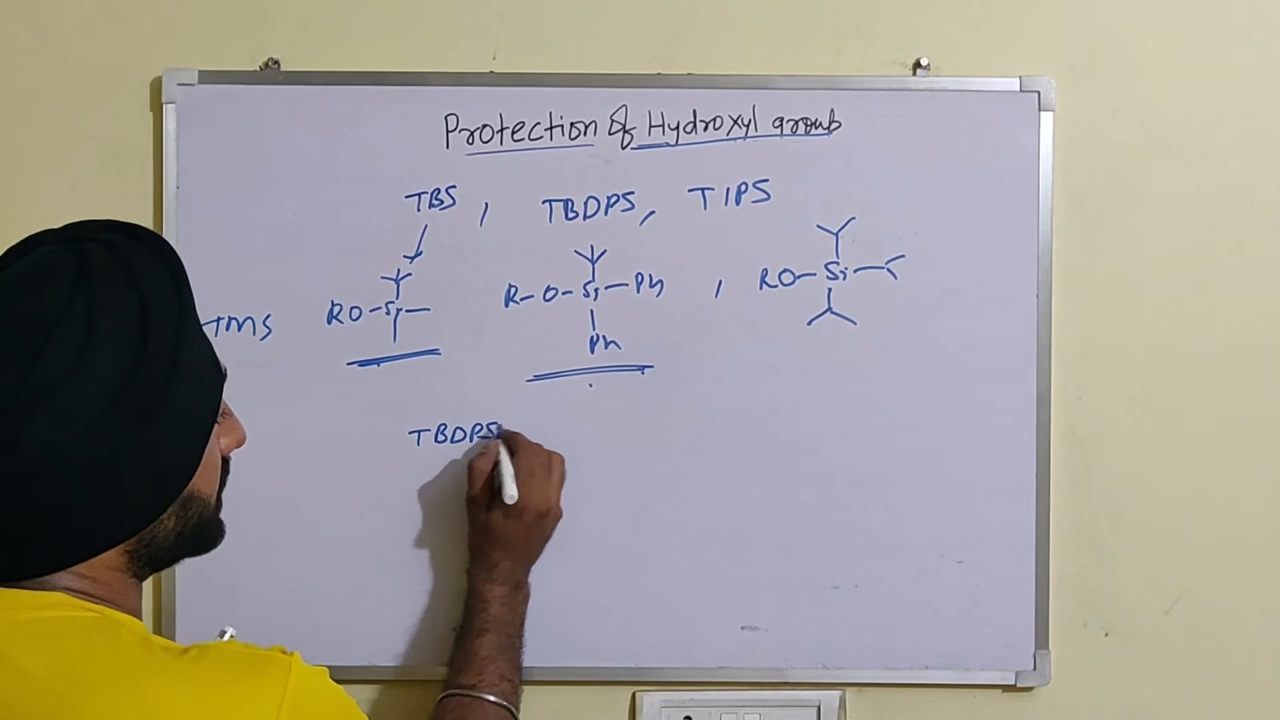 Protection of Hydroxyl group
TBS, TBDPS, TIPS
TMS RO-Si- R-O-Si-Ph, RO-Si-
Ph
TBDPS